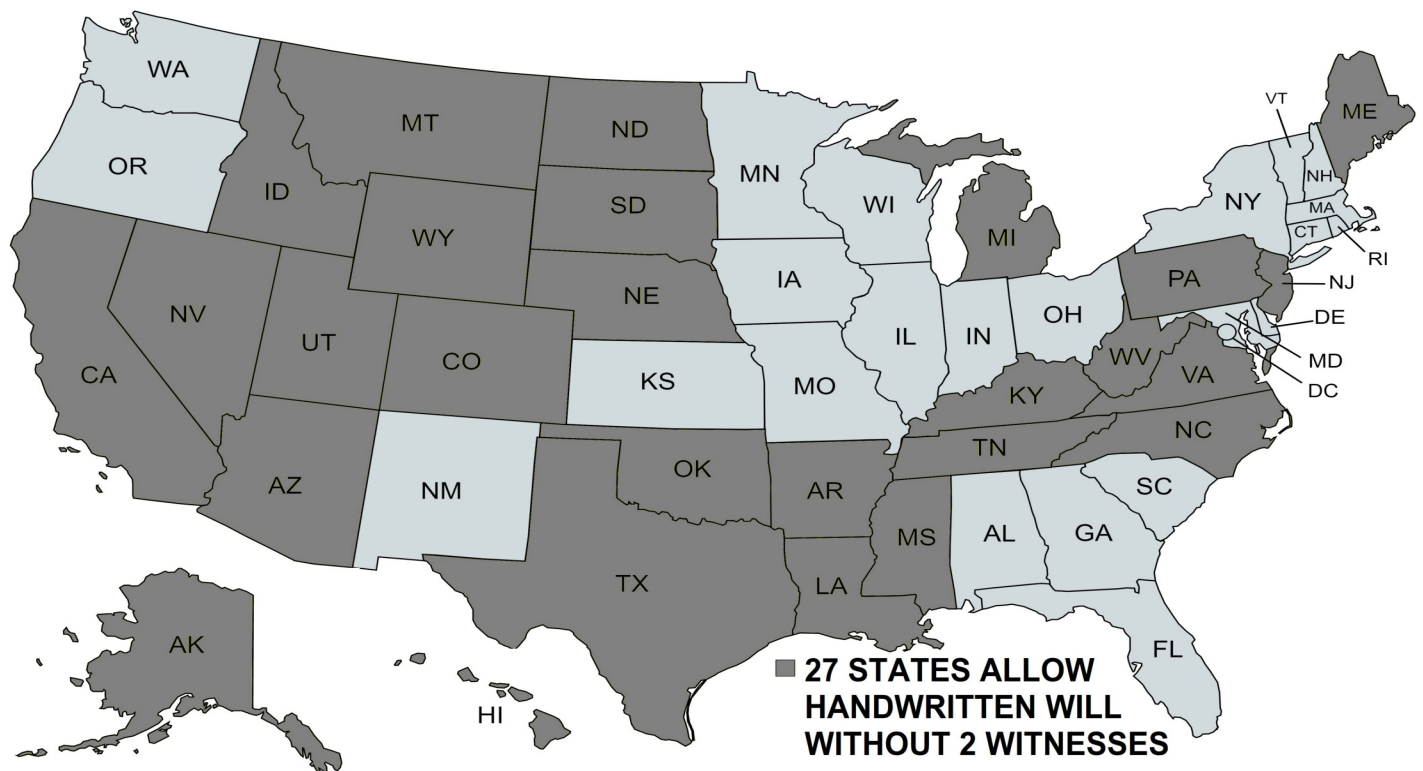 WA
MT
ND
MN
VT
ME
OR
ID
SD
WI
NY
NH
MA
CT
RI
WY
MI
IA
NE
PA
NJ
NV
UT
CO
IL
IN
OH
DE
MD
DC
CA
KS
MO
WV
VA
KY
NC
TN
AZ
NM
OK
AR
SC
MS
AL
GA
TX
LA
AK
FL
HI
27 STATES ALLOW
HANDWRITTEN WILL
WITHOUT 2 WITNESSES